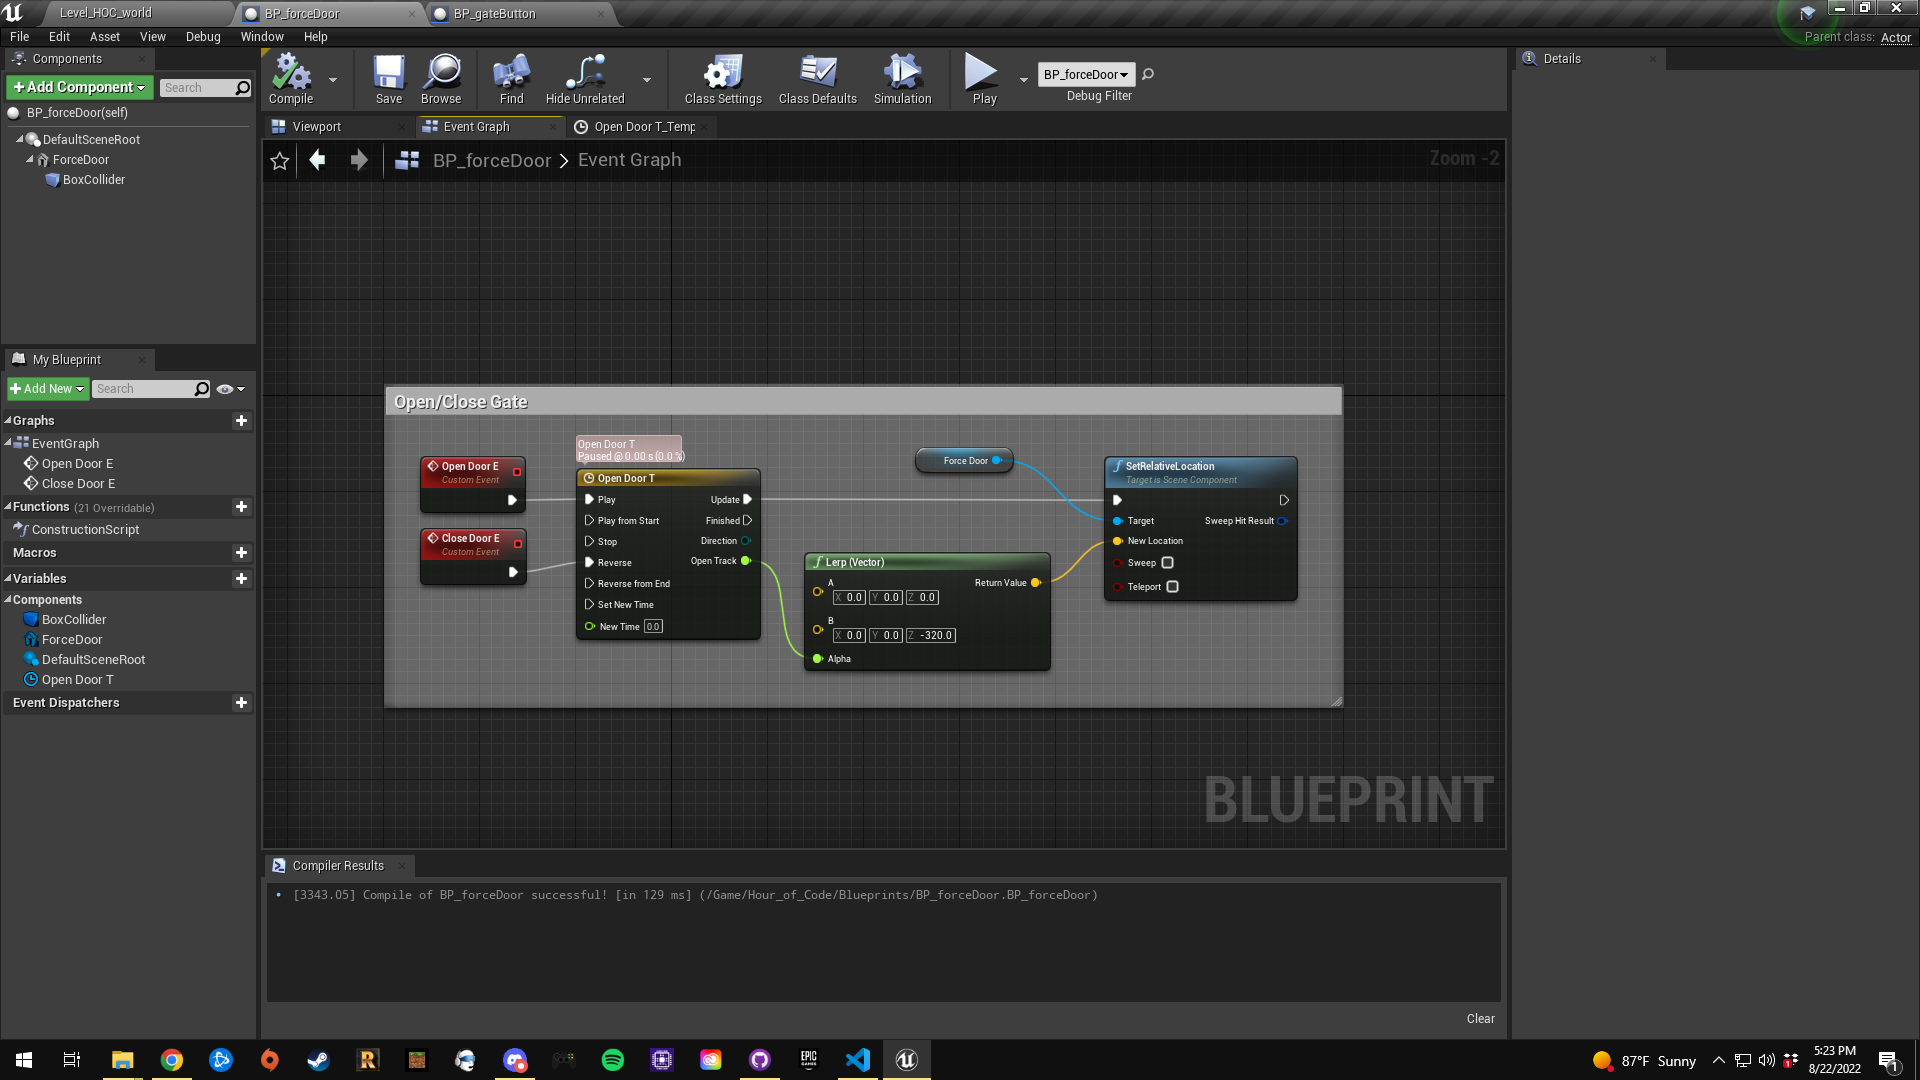 Level_HOC_world
BP_forceDoor
BP_gateButton
File Edit Asset View Debug Window Help
Parent class: Actor
Components
+Add Component
Search
BP_forceDoor(self)
DefaultSceneRoot
ForceDoor
BoxCollider
Compile
Save
Browse
Find
Hide Unrelated
Class Settings
Class Defaults
Simulation
Play
BP_forceDoor
Debug Filter
Details
Viewport
Event Graph
Open Door T_Temp
BP_forceDoor > Event Graph
Zoom -2
My Blueprint
+Add New
Search
Graphs
EventGraph
Open Door E
Close Door E
Functions (21 Overridable)
ConstructionScript
Macros
Variables
Components
BoxCollider
ForceDoor
DefaultSceneRoot
Open Door T
Event Dispatchers
Open/Close Gate
Open Door E
Custom Event
Close Door E
Custom Event
Open Door T
Paused @ 0.00 s (0.0 %)
Open Door T
Play
Update
Play from Start
Finished
Stop
Direction
Reverse
Open Track
Reverse from End
Set New Time
New Time 0.0
Lerp (Vector)
A
Return Value
X 0.0 Y 0.0 Z 0.0
B
X 0.0 Y 0.0 Z -320.0
Alpha
Force Door
SetRelativeLocation
Target is Scene Component
Target
Sweep Hit Result
New Location
Sweep
Teleport
BLUEPRINT
Compiler Results
[3343.05] Compile of BP_forceDoor successful! [in 129 ms] (/Game/Hour_of_Code/Blueprints/BP_forceDoor.BP_forceDoor)
Clear
EPIC
GAMES
87°F Sunny
5:23 PM
8/22/2022
1
1